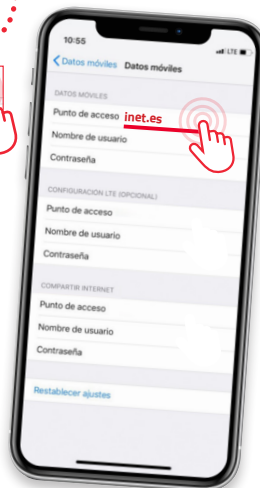 10:55
LTE
Datos móviles Datos móviles
DATOS MÓVILES
Punto de acceso inet.es
Nombre de usuario
Contraseña
CONFIGURACIÓN LTE (OPCIONAL)
Punto de acceso
Nombre de usuario
Contraseña
COMPARTIR INTERNET
Punto de acceso
Nombre de usuario
Contraseña
Restablecer ajustes